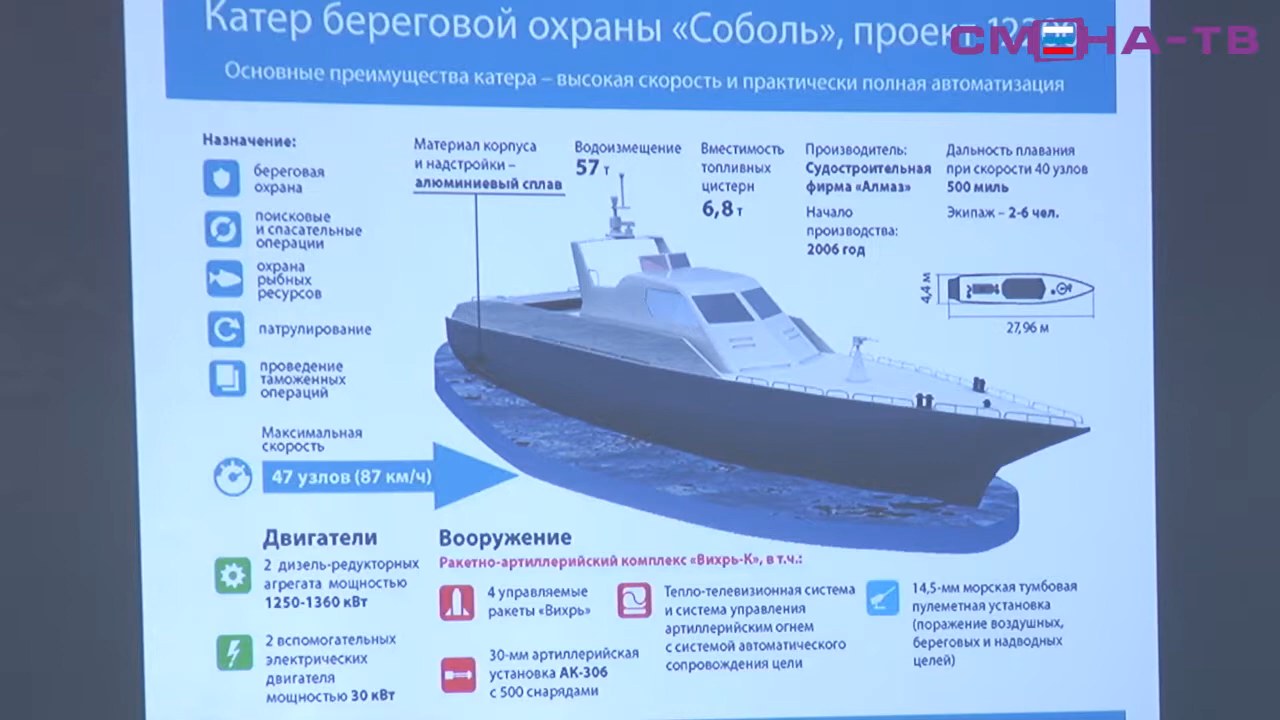 Катер береговой охраны «Соболь», проект
СМЕНА-ТВ
Основные преимущества катера – высокая скорость и практически полная автоматизация
Назначение:
береговая
охрана
поисковые
и спасательные
операции
охрана
рыбных
ресурсов
патрулирование
проведение
таможенных
операций
Материал корпуса
и надстройки –
алюминиевый сплав
Водоизмещение
57 т
Вместимость
топливных
цистерн
6,8 т
Производитель:
Судостроительная
фирма «Алмаз»
Начало
производства:
2006 год
Дальность плавания
при скорости 40 узлов
500 миль
Экипаж – 2-6 чел.
4,4 м
27,96 м
Максимальная
скорость
47 узлов (87 км/ч)
Двигатели
2 дизель-редукторных
агрегата мощностью
1250-1360 кВт
2 вспомогательных
электрических
двигателя
мощностью 30 кВт
Вооружение
Ракетно-артиллерийский комплекс «Вихрь-К», в т.ч.:
4 управляемые
ракеты «Вихрь»
30-мм артиллерийская
установка АК-306
с 500 снарядами
Тепло-телевизионная система
и система управления
артиллерийским огнем
с системой автоматического
сопровождения цели
14,5-мм морская тумбовая
пулеметная установка
(поражение воздушных,
береговых и надводных
целей)